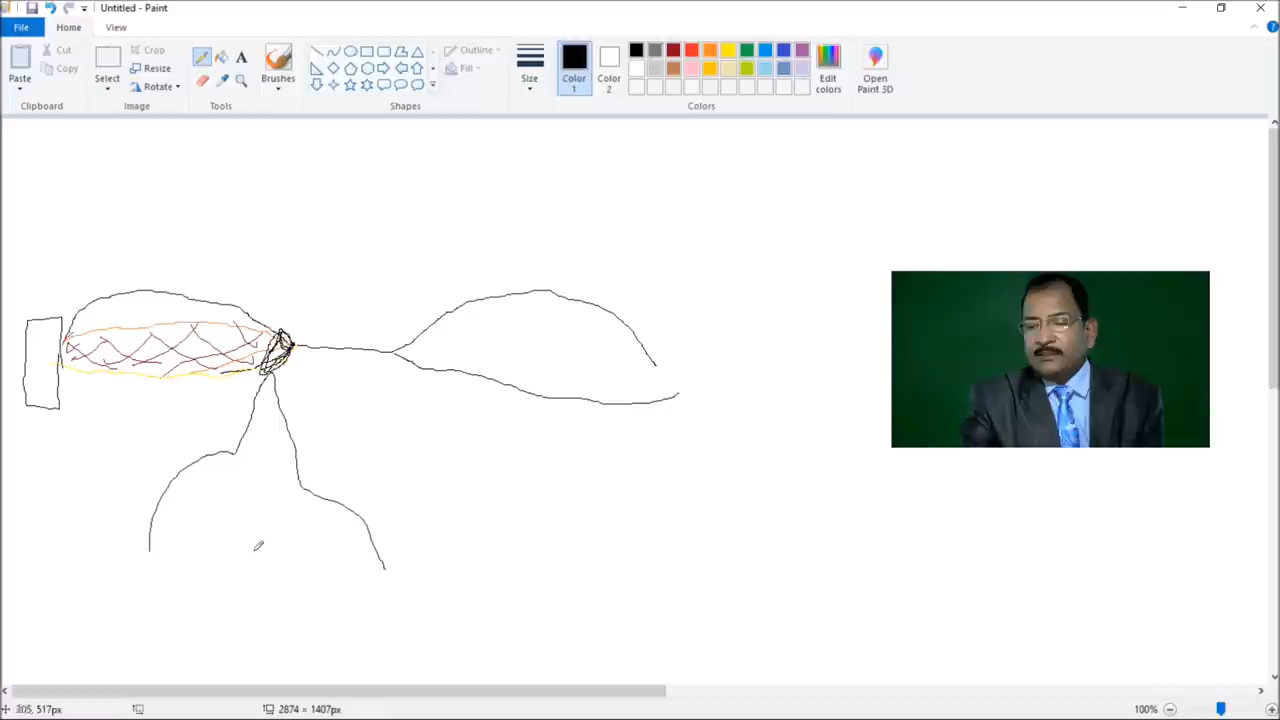 Untitled - Paint
File Home View
Paste
Cut
Copy
Clipboard
Select
Crop
Resize
Rotate
Image
A
Tools
Brushes
Shapes
Outline
Fill
Size
Color 1
Color 2
Edit colors
Open Paint 3D
Colors
305, 517px
2874 × 1407px
100%